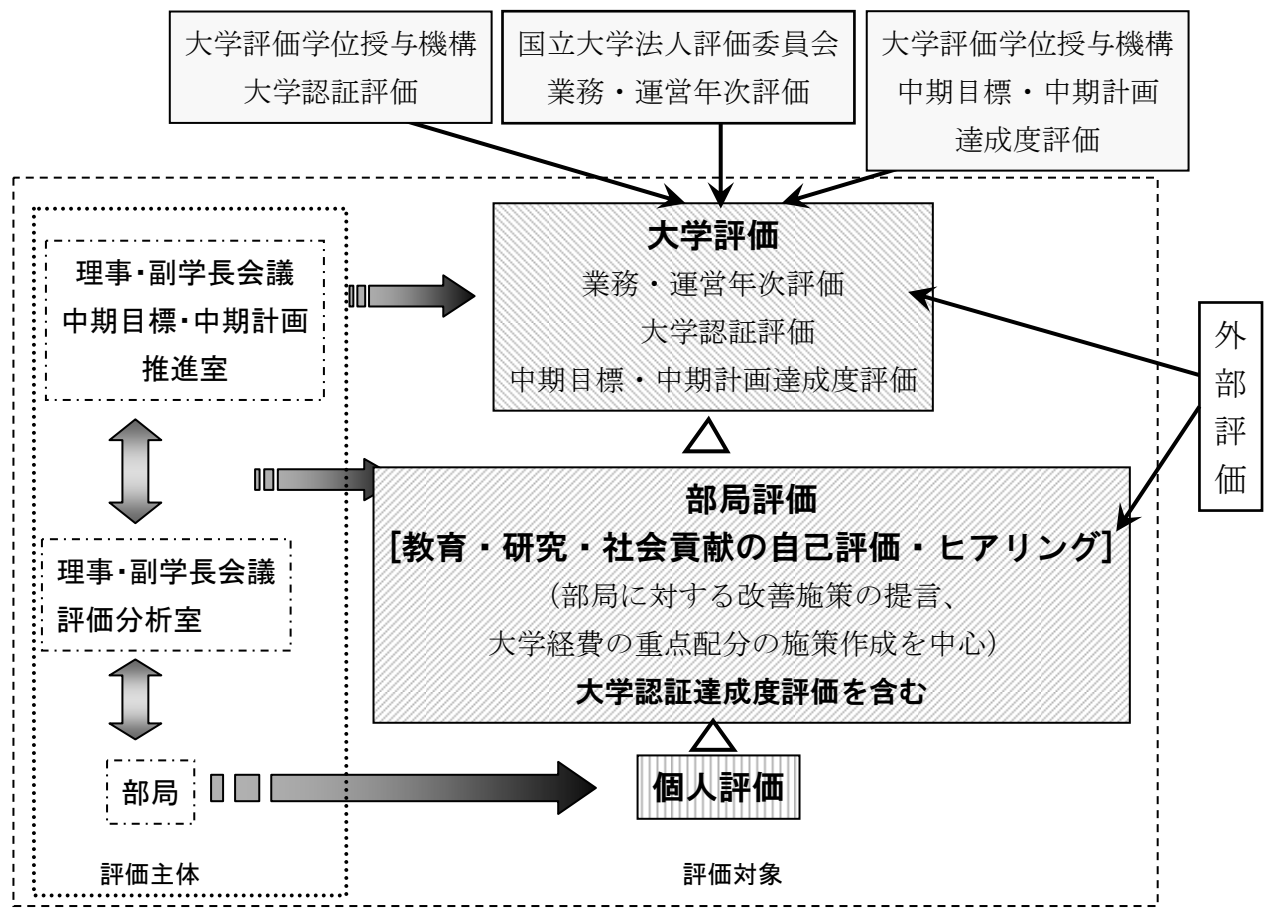 大学評価学位授与機構
大学認証評価
国立大学法人評価委員会
業務・運営年次評価
大学評価学位授与機構
中期目標・中期計画
達成度評価
理事・副学長会議
中期目標・中期計画
推進室
大学評価
業務・運営年次評価
大学認証評価
中期目標・中期計画達成度評価
外
部
評
価
理事・副学長会議
評価分析室
部局評価
[教育・研究・社会貢献の自己評価・ヒアリング]
（部局に対する改善施策の提言、
大学経費の重点配分の施策作成を中心）
大学認証達成度評価を含む
部局
個人評価
評価主体
評価対象